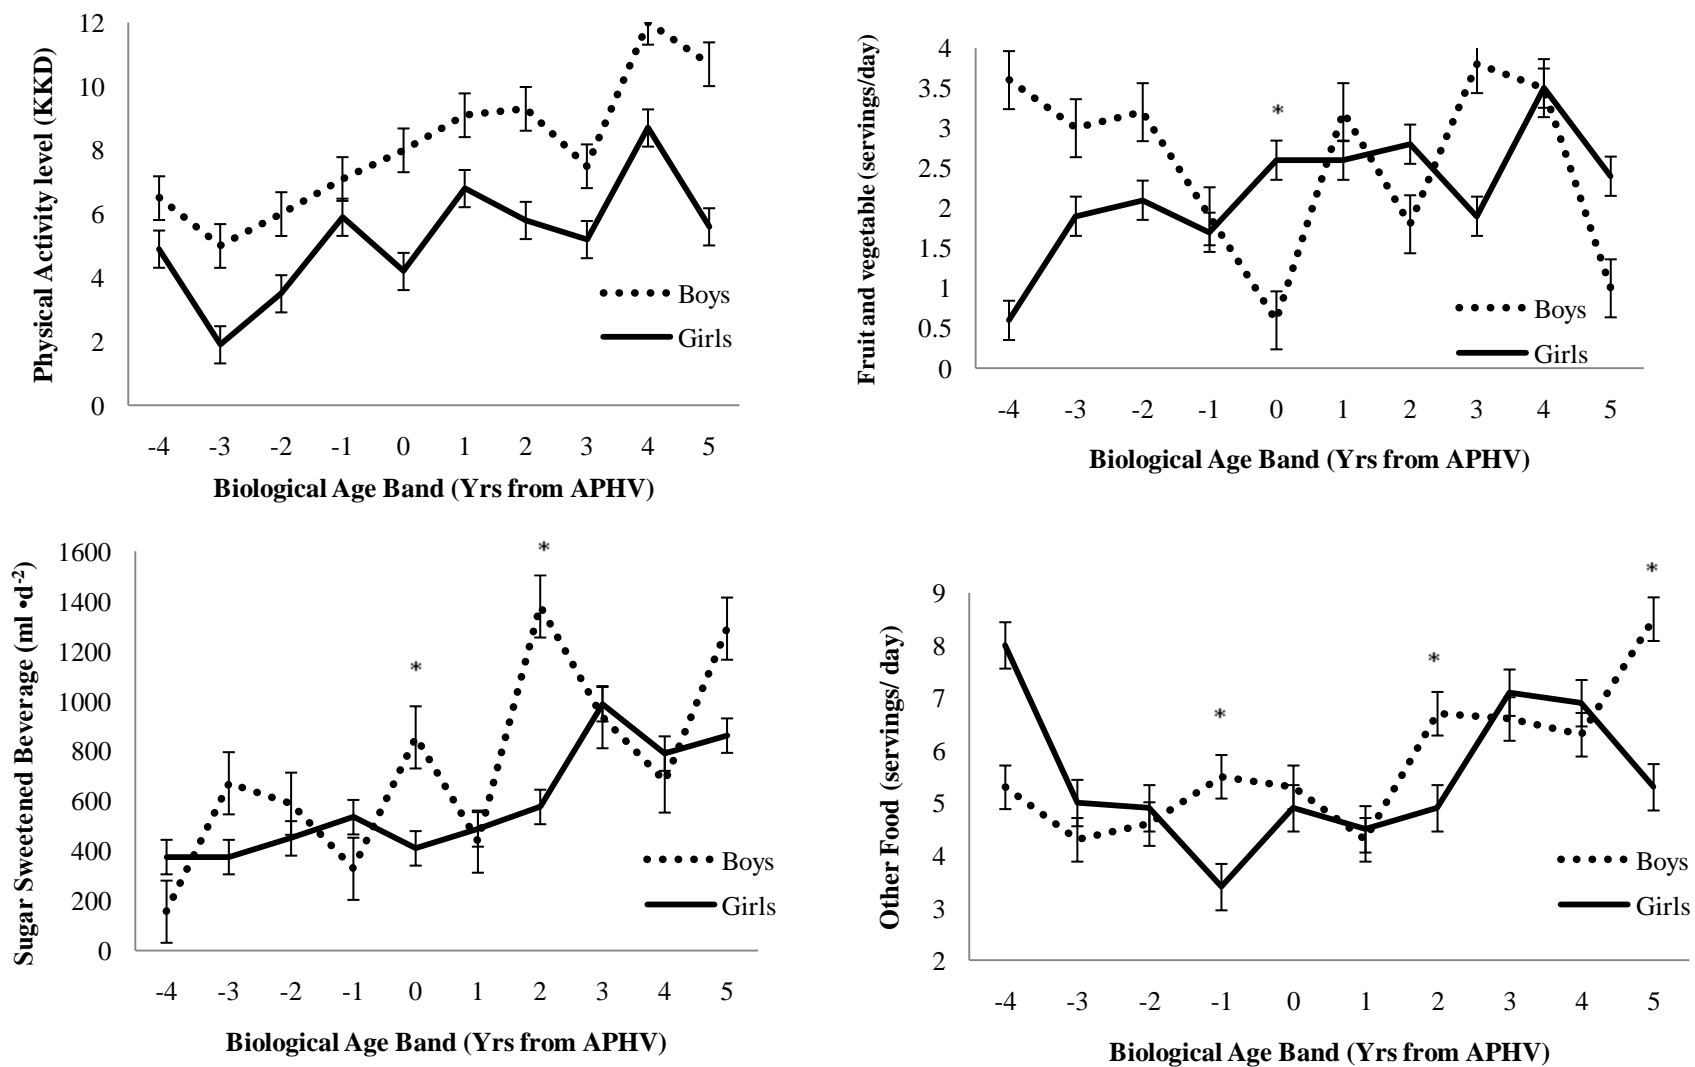 Physical Activity level (KKD)
12
10
8
6
4
2
0
Boys
Girls
-4 -3 -2 -1 0 1 2 3 4 5
Biological Age Band (Yrs from APHV)
Fruit and vegetable (servings/day)
4
3.5
3
2.5
2
1.5
1
0.5
0
*
Boys
Girls
-4 -3 -2 -1 0 1 2 3 4 5
Biological Age Band (Yrs from APHV)
Sugar Sweetened Beverage (ml •d-2)
1600
1400
1200
1000
800
600
400
200
0
*
*
Boys
Girls
-4 -3 -2 -1 0 1 2 3 4 5
Biological Age Band (Yrs from APHV)
Other Food (servings/ day)
9
8
7
6
5
4
3
2
*
*
*
Boys
Girls
-4 -3 -2 -1 0 1 2 3 4 5
Biological Age Band (Yrs from APHV)